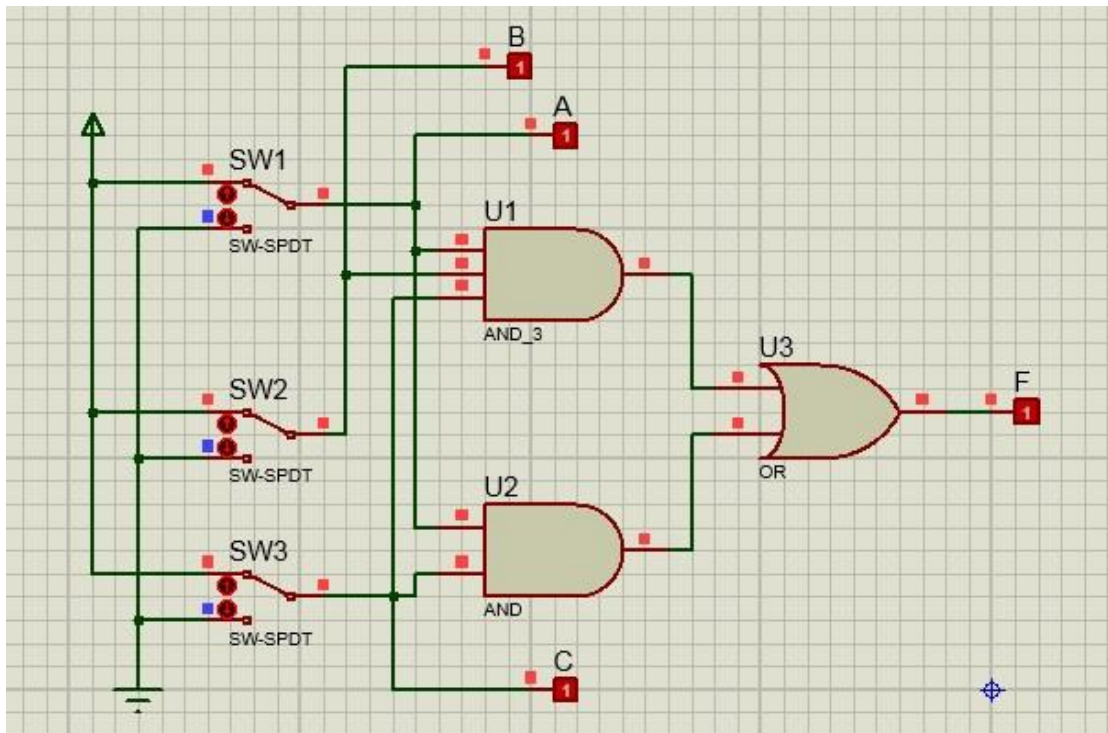 B
1
A
1
SW1
SW-SPDT
U1
AND_3
U3
OR
F
1
SW2
SW-SPDT
U2
AND
SW3
SW-SPDT
C
1